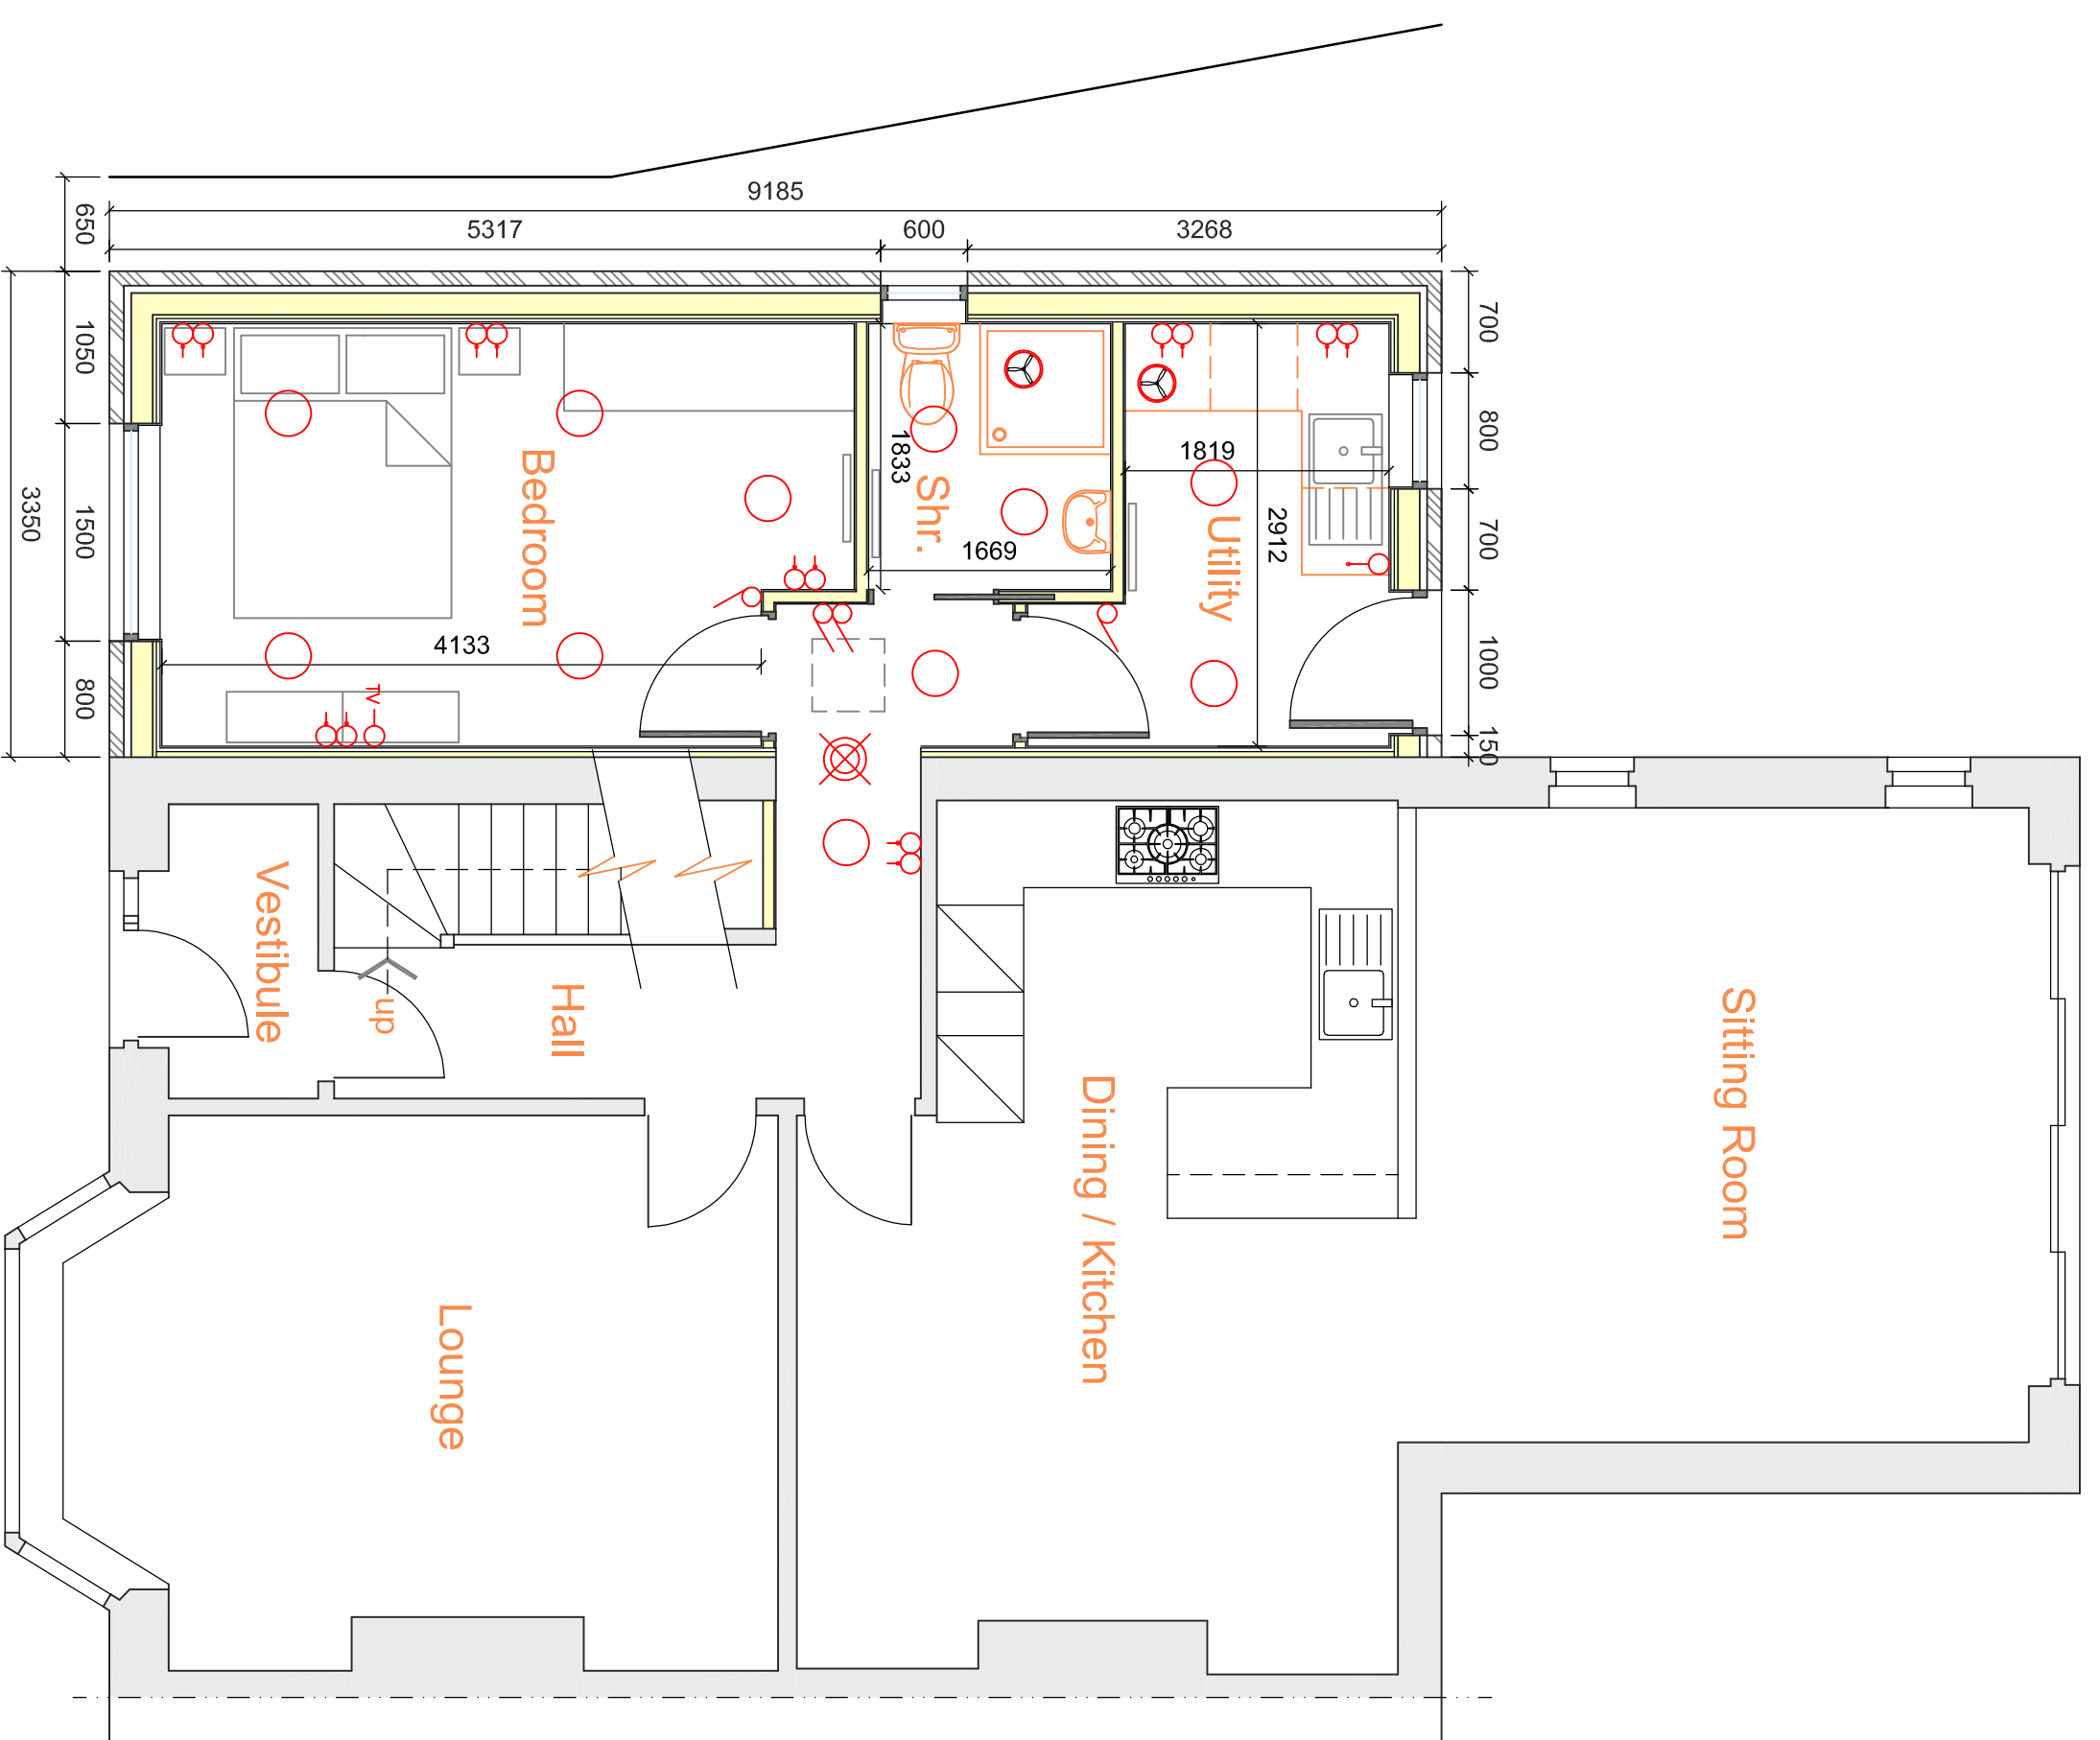 9185
5317
600
3268
650
1050
1500
800
3350
700
800
700
1000
150
Bedroom
4133
TV
1833
Shr.
1669
1819
2912
Utility
Vestibule
up
Hall
Dining / Kitchen
Sitting Room
Lounge